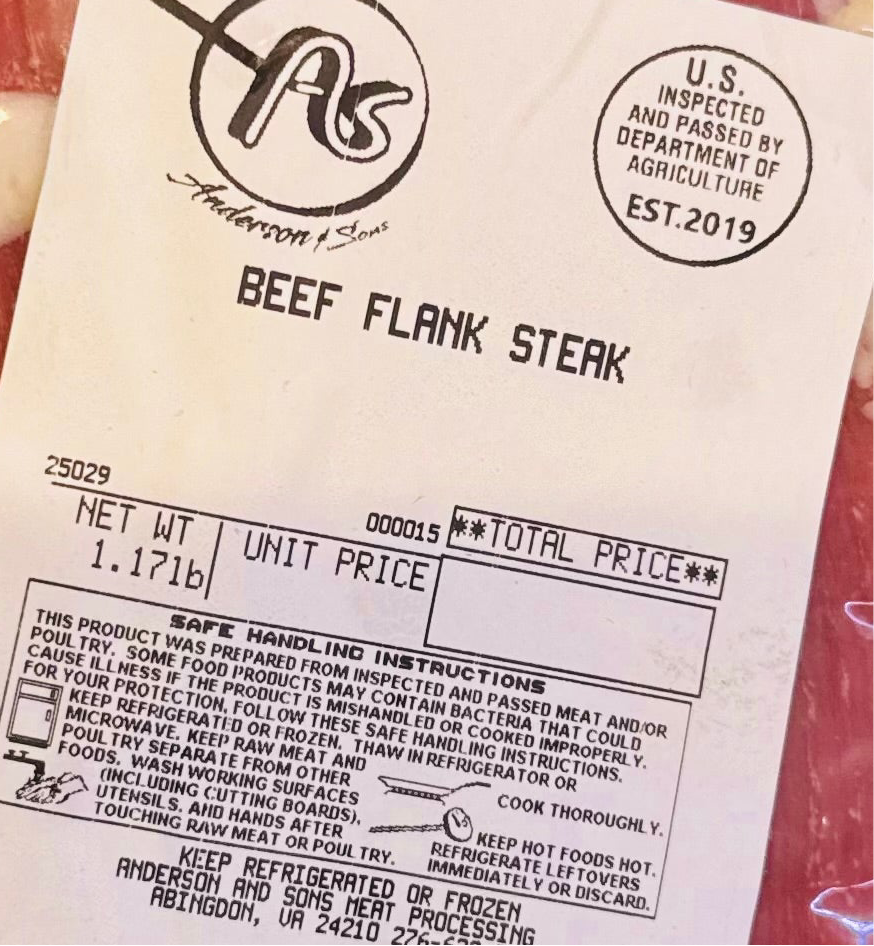 As
Anderson & Sons
U.S.
INSPECTED
AND PASSED BY
DEPARTMENT OF
AGRICULTURE
EST.2019
BEEF FLANK STEAK
25029
000015
**TOTAL PRICE**
NET WT
1.17lb
UNIT PRICE
SAFE HANDLING INSTRUCTIONS
THIS PRODUCT WAS PREPARED FROM INSPECTED AND PASSED MEAT AND/OR
POULTRY. SOME FOOD PRODUCTS MAY CONTAIN BACTERIA THAT COULD
CAUSE ILLNESS IF THE PRODUCT IS MISHANDLED OR COOKED IMPROPERLY.
FOR YOUR PROTECTION, FOLLOW THESE SAFE HANDLING INSTRUCTIONS.
KEEP REFRIGERATED OR FROZEN. THAW IN REFRIGERATOR OR
MICROWAVE. KEEP RAW MEAT AND
POULTRY SEPARATE FROM OTHER
FOODS. WASH WORKING SURFACES
(INCLUDING CUTTING BOARDS),
UTENSILS, AND HANDS AFTER
TOUCHING RAW MEAT OR POULTRY.
COOK THOROUGHLY.
KEEP HOT FOODS HOT.
REFRIGERATE LEFTOVERS
IMMEDIATELY OR DISCARD.
KEEP REFRIGERATED OR FROZEN
ANDERSON AND SONS MEAT PROCESSING
ABINGDON, VA 24210